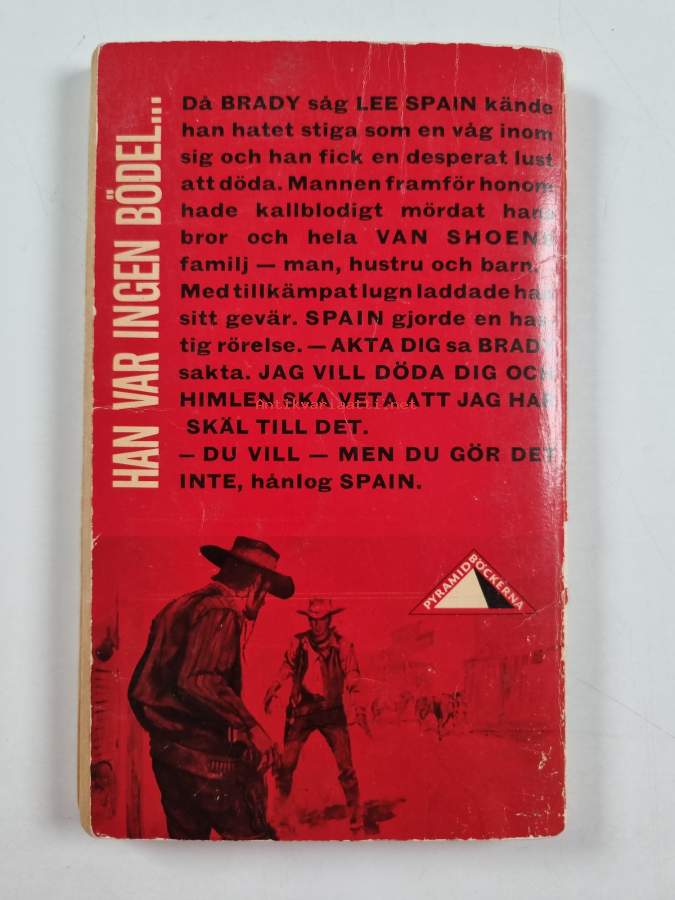 HAN VAR INGEN BÖDEL...
Då BRADY såg LEE SPAIN kände
han hatet stiga som en våg inom
sig och han fick en desperat lust
att döda. Mannen framför honom
hade kallblodigt mördat hans
bror och hela VAN SHOENS
familj — man, hustru och barn.
Med tillkämpat lugn laddade han
sitt gevär. SPAIN gjorde en has-
tig rörelse. — AKTA DIG sa BRADY
sakta. JAG VILL DÖDA DIG OCH
HIMLEN SKA VETA ATT JAG HAR
SKÄL TILL DET.
— DU VILL — MEN DU GÖR DET
INTE, hånlog SPAIN.
Antikvariaatti.net
PYRAMID BÖCKERNA